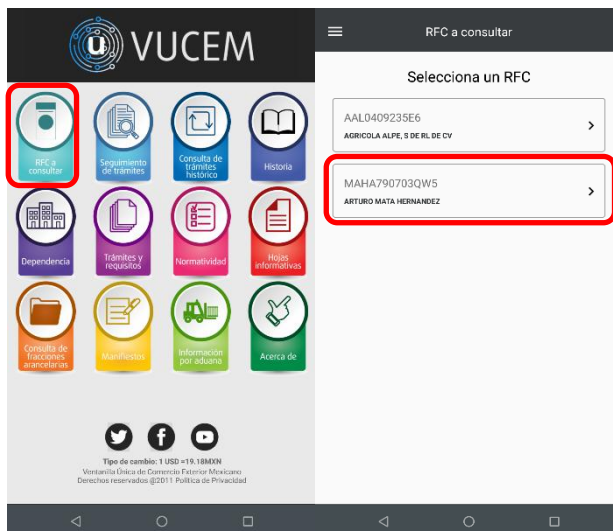 VUCEM
RFC a
consultar
Seguimiento
de trámites
Consulta de
trámites
histórico
Historia
Dependencia
Trámites y
requisitos
Normatividad
Hojas
informativas
Consulta de
fracciones
arancelarias
Manifiestos
Información
por aduana
Acerca de
Tipo de cambio: 1 USD =19.18MXN
Ventanilla Única de Comercio Exterior Mexicano
Derechos reservados @2011 Política de Privacidad
RFC a consultar
Selecciona un RFC
AAL0409235E6
AGRICOLA ALPE, S DE RL DE CV
MAHA790703QW5
ARTURO MATA HERNANDEZ